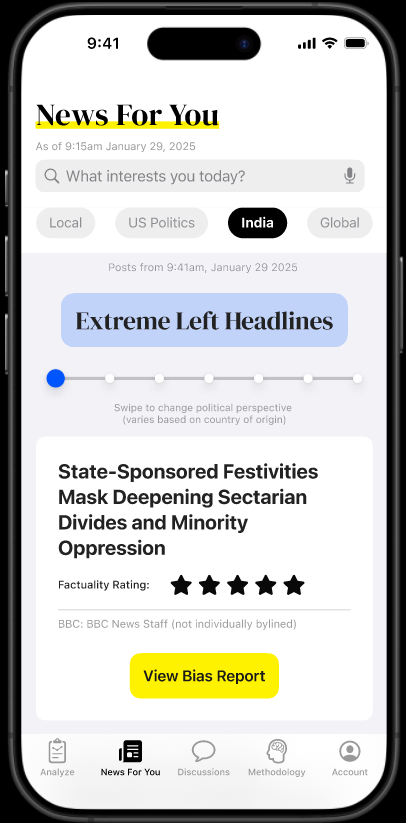 9:41
News For You
As of 9:15am January 29, 2025
What interests you today?
Local
US Politics
India
Global
Posts from 9:41am, January 29 2025
Extreme Left Headlines
Swipe to change political perspective
(varies based on country of origin)
State-Sponsored Festivities
Mask Deepening Sectarian
Divides and Minority
Oppression
Factuality Rating:
BBC: BBC News Staff (not individually bylined)
View Bias Report
Analyze
News For You
Discussions
Methodology
Account